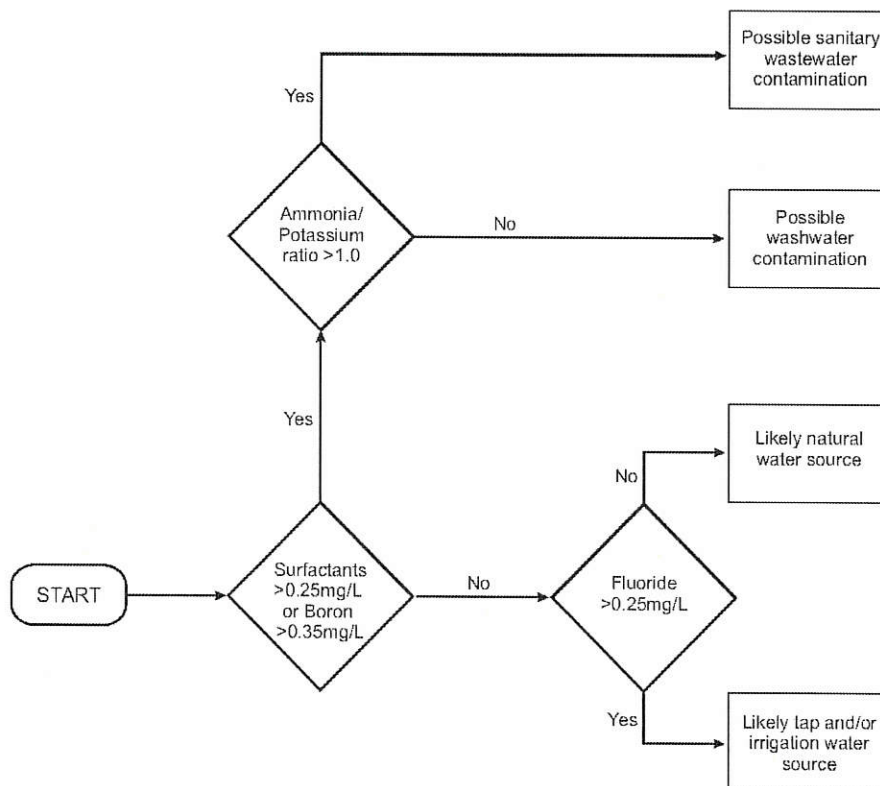 Possible sanitary
wastewater
contamination
Yes
Ammonia/
Potassium
ratio >1.0
No
Possible
washwater
contamination
Yes
Likely natural
water source
No
START
Surfactants
>0.25mg/L
or Boron
>0.35mg/L
No
Fluoride
>0.25mg/L
Yes
Likely tap and/or
irrigation water
source